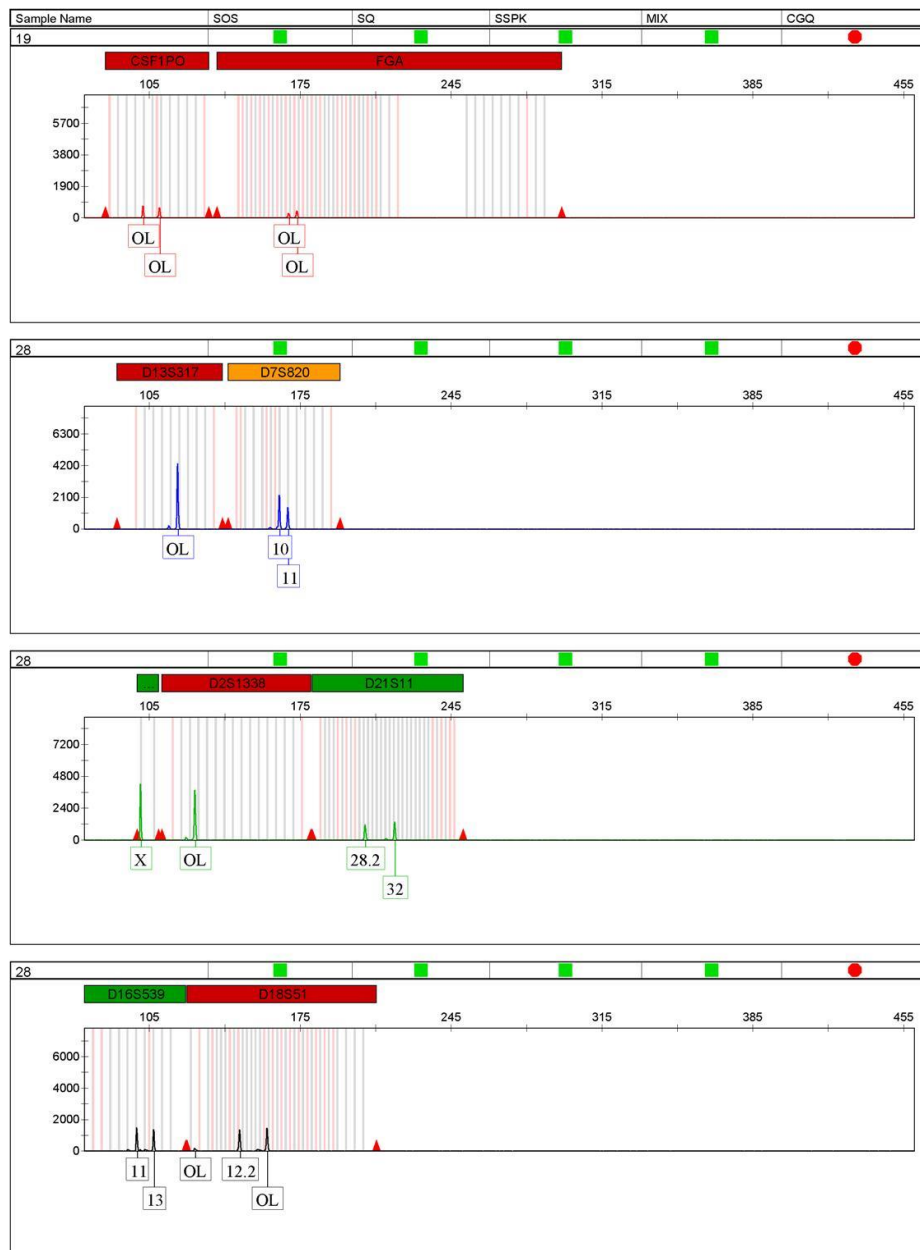 Sample Name SOS SQ SSPK MIX CGQ
19
CSF1PO FGA
105 175 245 315 385 455
5700
3800
1900
0
OL OL
OL OL
28
D13S317 D7S820
105 175 245 315 385 455
6300
4200
2100
0
OL 10
11
28
... D2S1338 D21S11
105 175 245 315 385 455
7200
4800
2400
0
X OL 28.2
32
28
D16S539 D18S51
105 175 245 315 385 455
6000
4000
2000
0
11 OL 12.2
13 OL